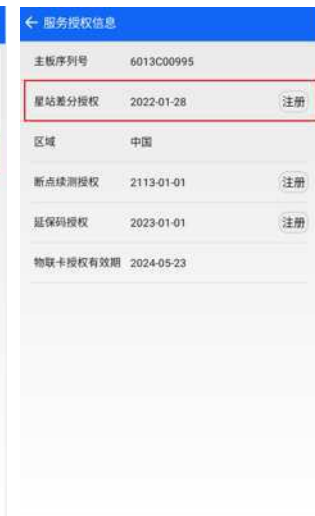 服务授权信息
主板序列号 6013C00995
星站差分授权 2022-01-28 注册
区域 中国
断点续测授权 2113-01-01 注册
延保码授权 2023-01-01 注册
物联卡授权有效期 2024-05-23